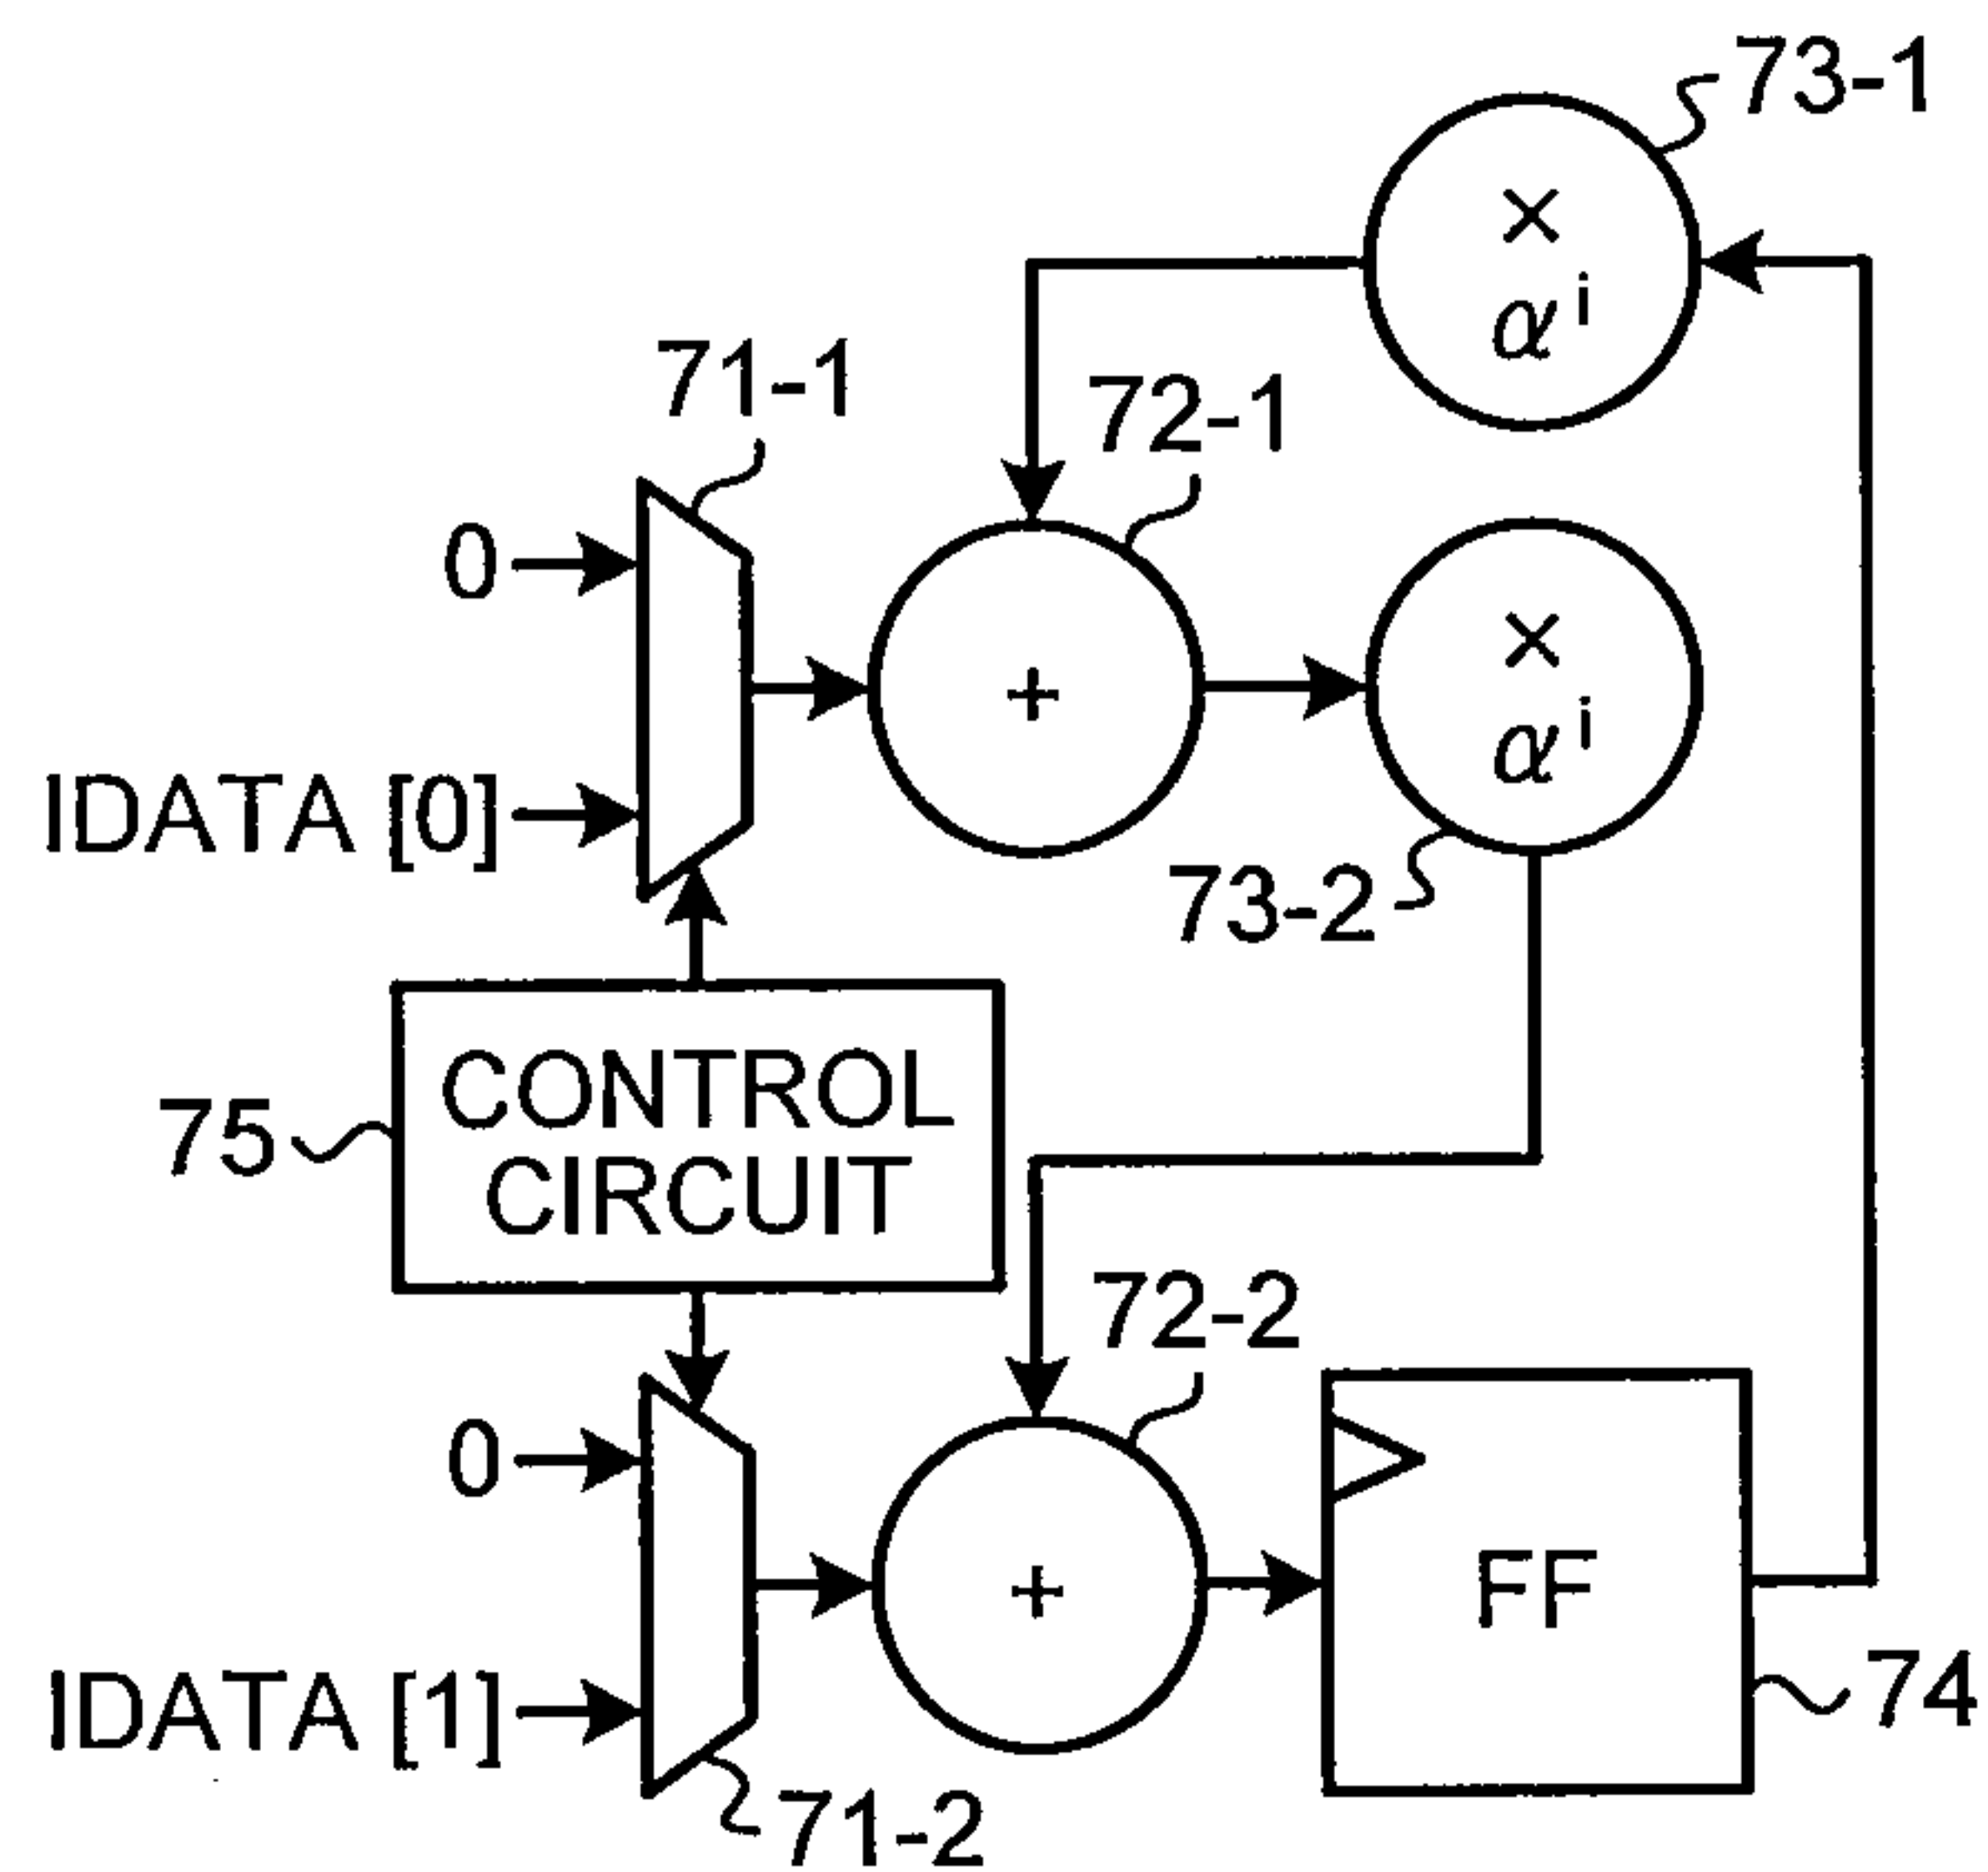 73-1
×
α^i
71-1
72-1
0
+
×
α^i
IDATA [0]
73-2
CONTROL
CIRCUIT
75
72-2
0
+
FF
IDATA [1]
74
71-2